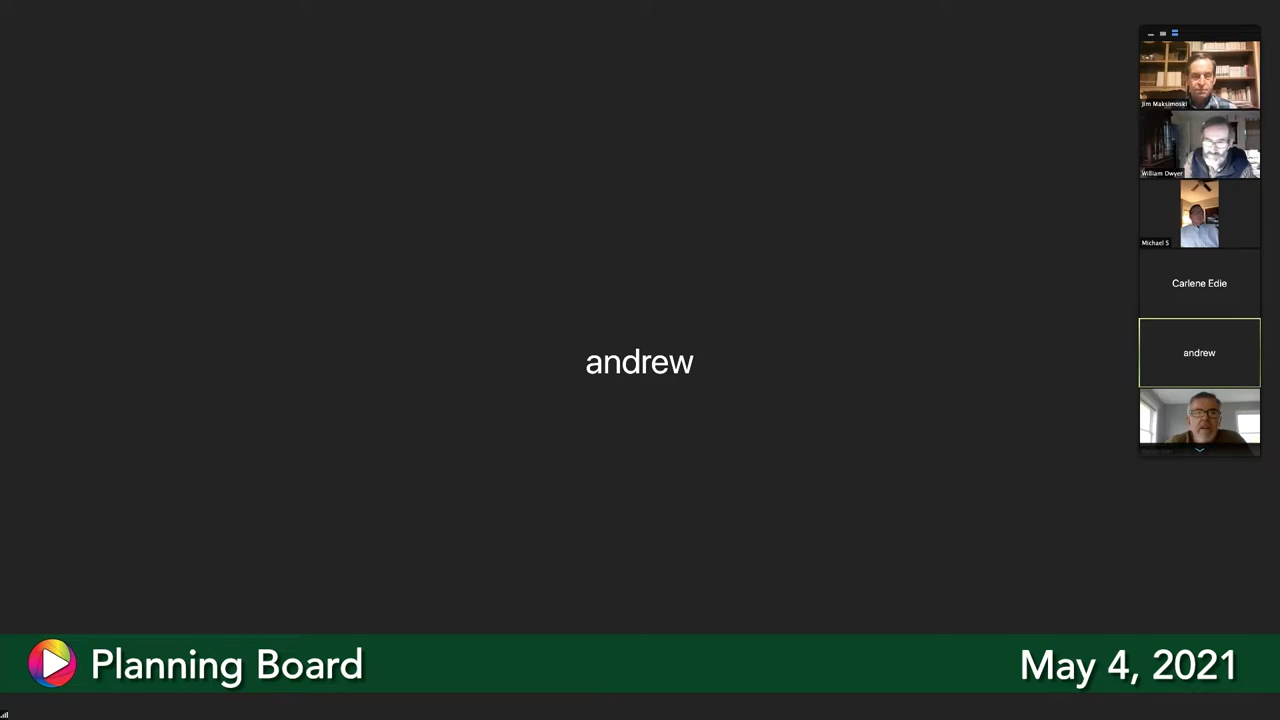 Jim Maksimoski
William Dwyer
Michael S
Carlene Edie
andrew
andrew
Planning Board
May 4, 2021